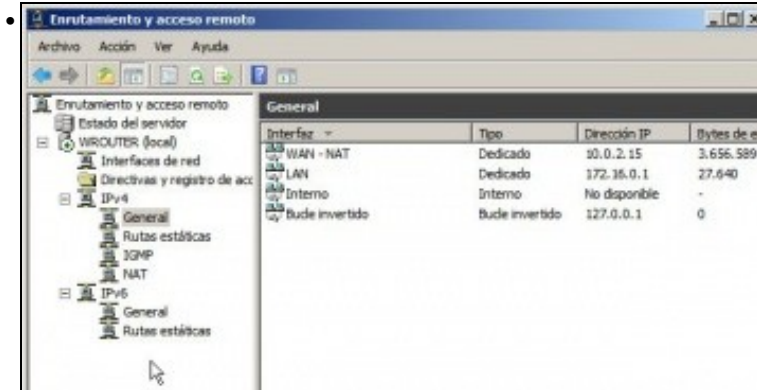 Enrutamiento y acceso remoto
Archivo Acción Ver Ayuda
Enrutamiento y acceso remoto
Estado del servidor
WROUTER (local)
Interfaces de red
Directivas y registro de acc
IPv4
General
Rutas estáticas
IGMP
NAT
IPv6
General
Rutas estáticas
General
Interfaz Tipo Dirección IP Bytes de e
WAN - NAT Dedicado 10.0.2.15 3.656.589
LAN Dedicado 172.16.0.1 27.640
Interno Interno No disponible -
Bucle invertido Bucle invertido 127.0.0.1 0